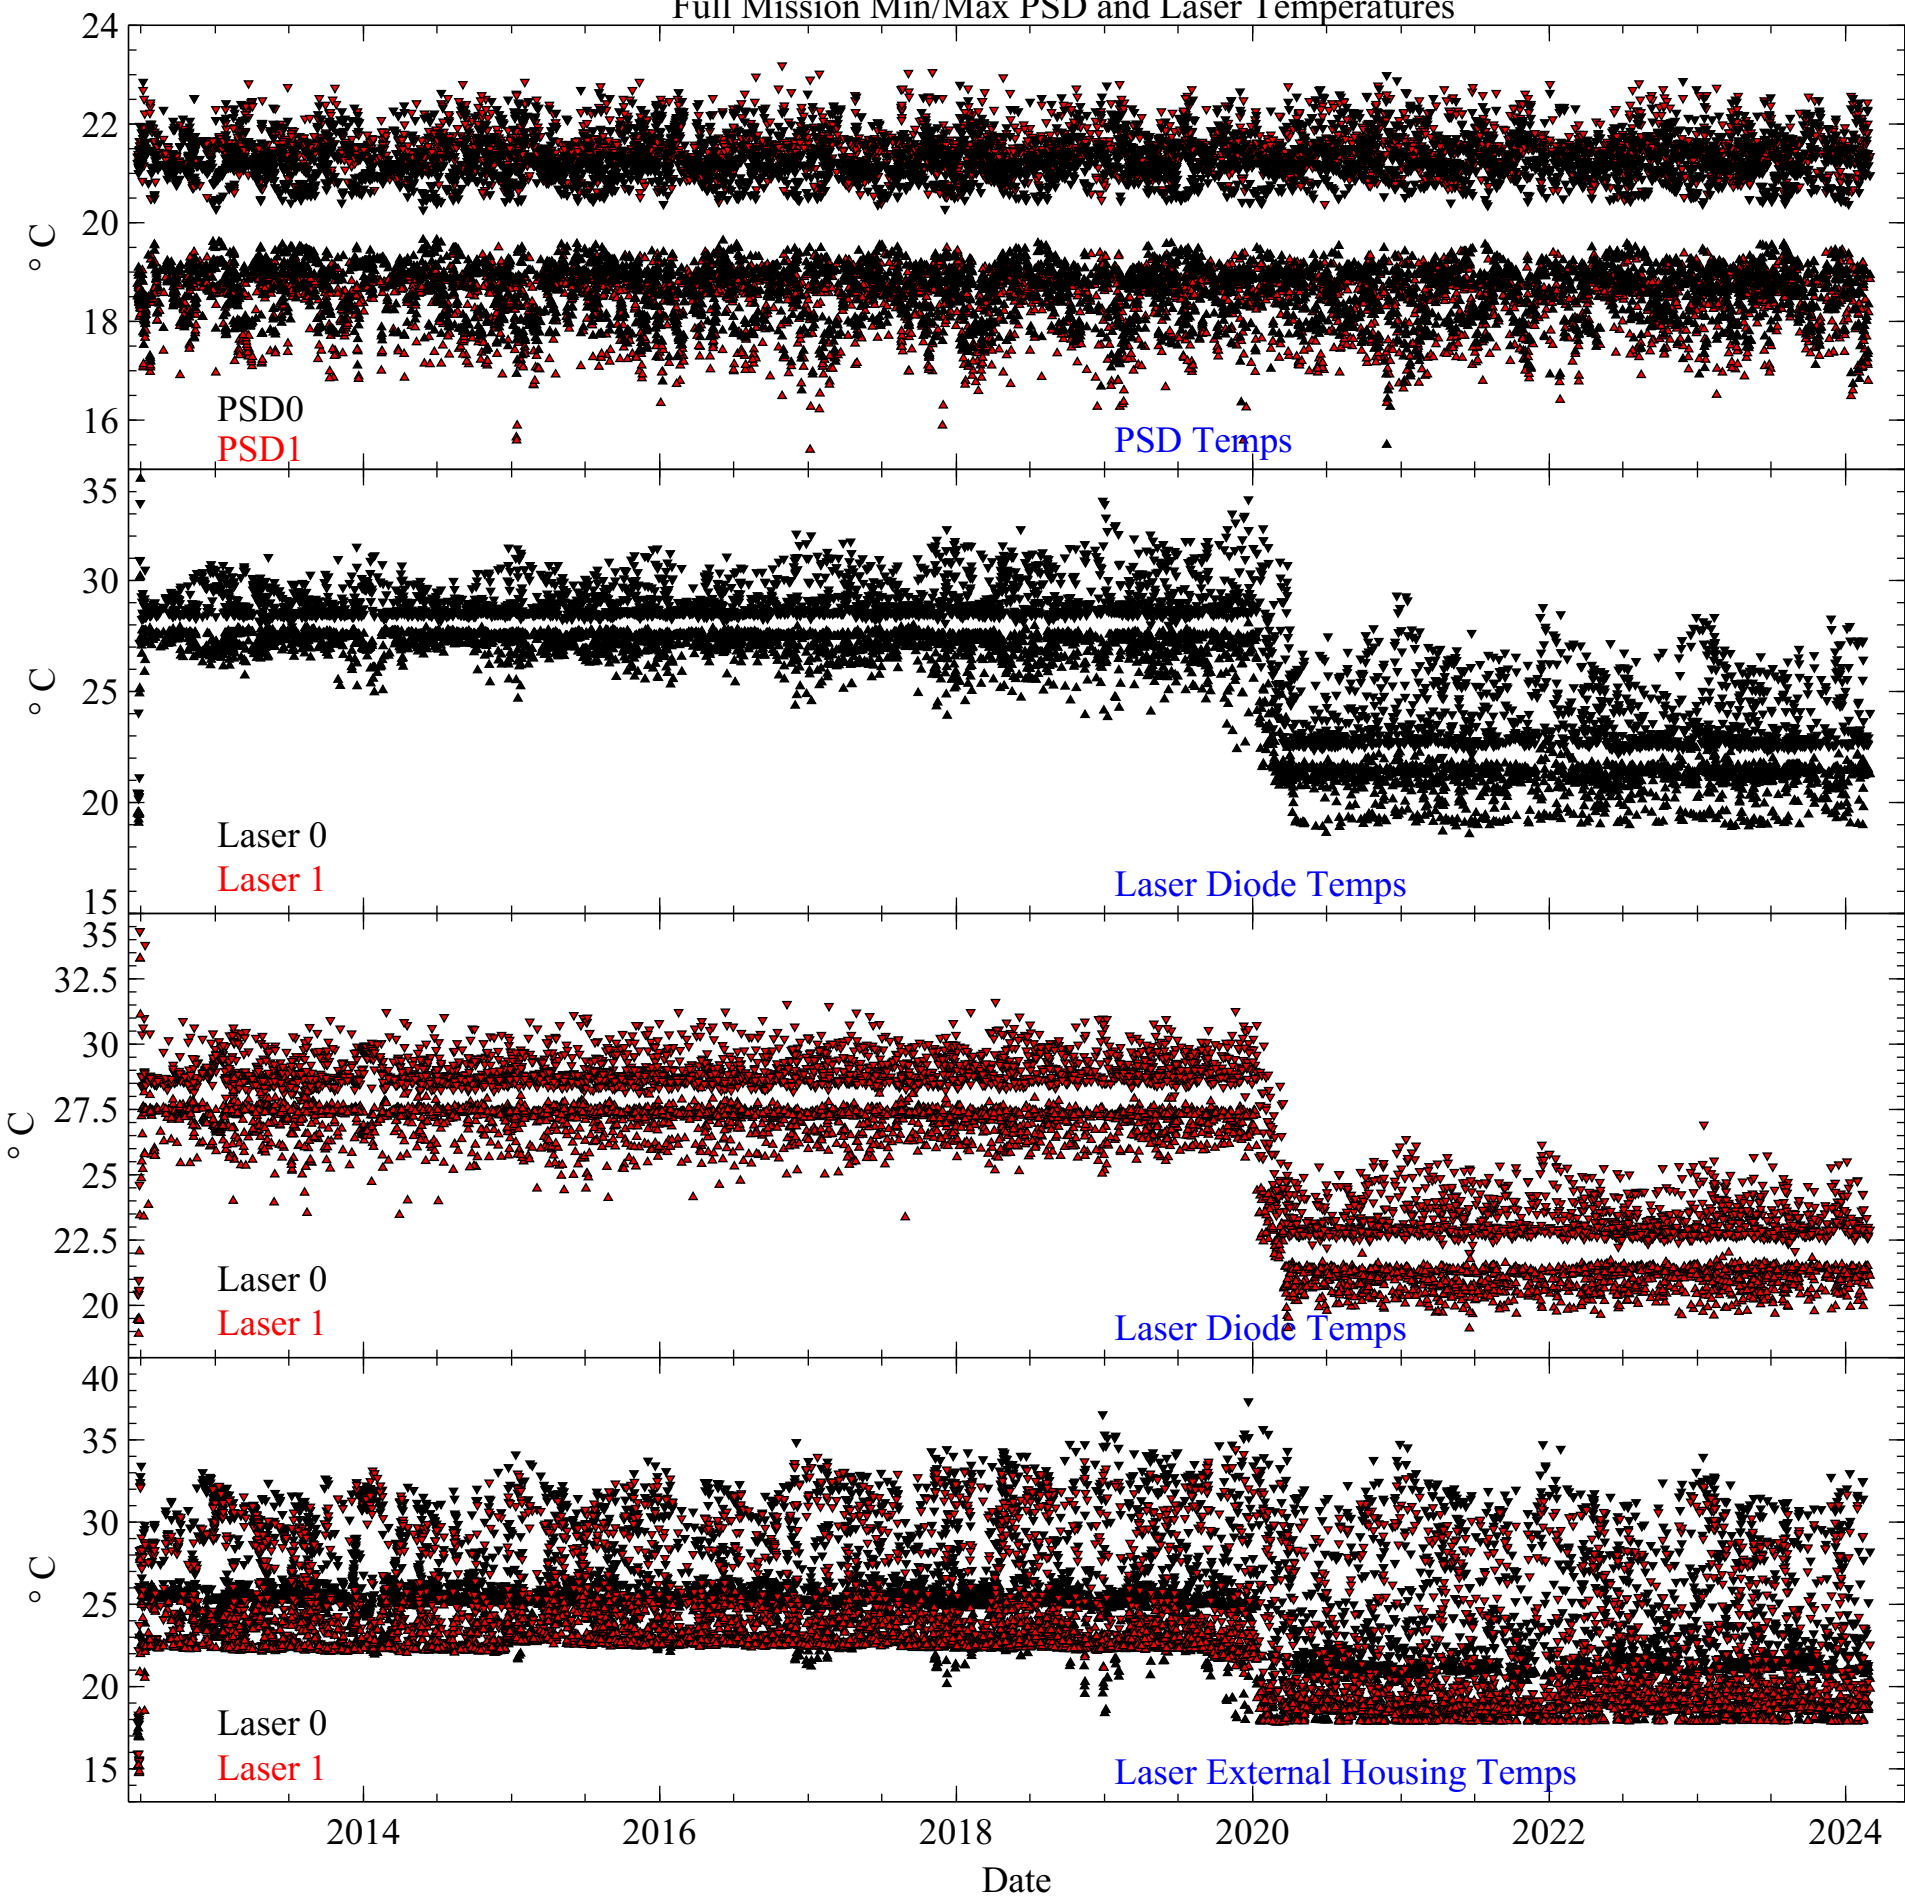 Full Mission Min/Max PSD and Laser Temperatures
24
22
20
18
16
° C
PSD0
PSD1
PSD Temps
35
30
25
20
15
° C
Laser 0
Laser 1
Laser Diode Temps
35
32.5
30
27.5
25
22.5
20
° C
Laser 0
Laser 1
Laser Diode Temps
40
35
30
25
20
15
° C
Laser 0
Laser 1
Laser External Housing Temps
2014 2016 2018 2020 2022 2024
Date